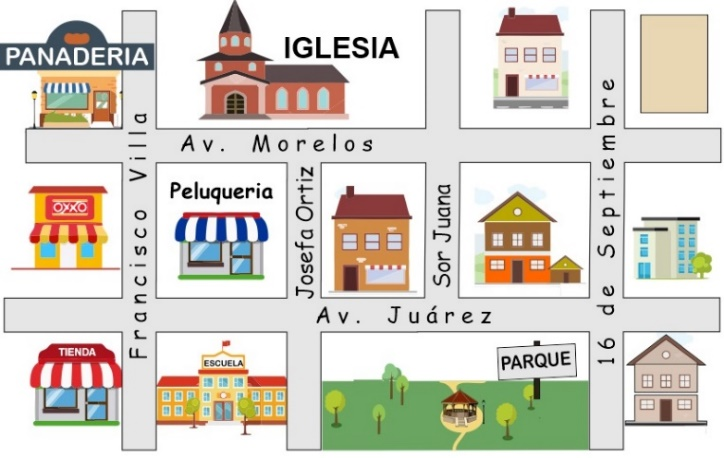 PANADERIA
IGLESIA
Av. Morelos
Francisco Villa
OXXO
Peluqueria
Josefa Ortiz
Sor Juana
16 de Septiembre
Av. Juárez
TIENDA
ESCUELA
PARQUE